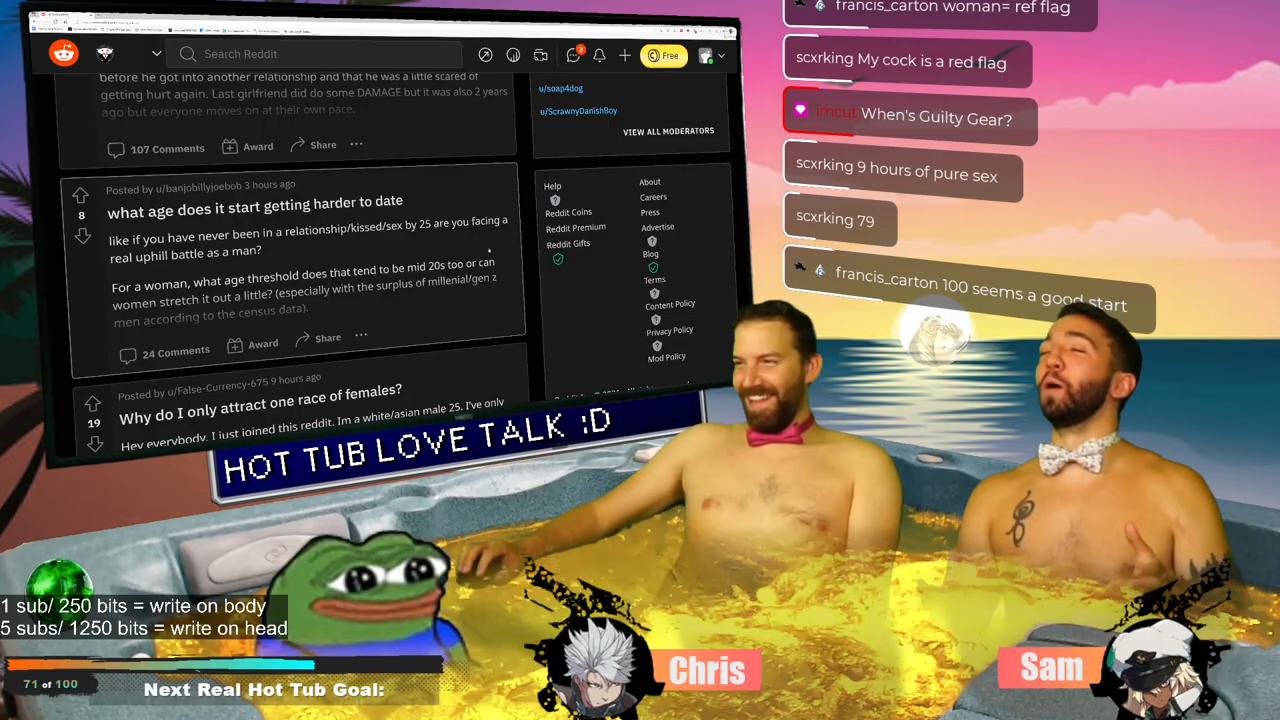 Search Reddit
2
Free
before he got into another relationship and that he was a little scared of
getting hurt again. Last girlfriend did do some DAMAGE but it was also 2 years
ago but everyone moves on at their own pace.
107 Comments Award Share
Posted by u/banjobillyjoebob 3 hours ago
8
what age does it start getting harder to date
like if you have never been in a relationship/kissed/sex by 25 are you facing a
real uphill battle as a man?
For a woman, what age threshold does that tend to be mid 20s too or can
women stretch it out a little? (especially with the surplus of millenial/gen z
men according to the census data).
24 Comments Award Share
Posted by u/False-Currency-675 9 hours ago
19
Why do I only attract one race of females?
Hey everybody. I just joined this reddit. Im a white/asian male 25. I've only
u/soap4dog
u/ScrawnyDanishBoy
VIEW ALL MODERATORS
Help
Reddit Coins
Reddit Premium
Reddit Gifts
About
Careers
Press
Advertise
Blog
Terms
Content Policy
Privacy Policy
Mod Policy
HOT TUB LOVE TALK :D
francis_carton woman= ref flag
scxrking My cock is a red flag
imcut When's Guilty Gear?
scxrking 9 hours of pure sex
scxrking 79
francis_carton 100 seems a good start
1 sub/ 250 bits = write on body
5 subs/ 1250 bits = write on head
71 of 100
Next Real Hot Tub Goal:
Chris
Sam